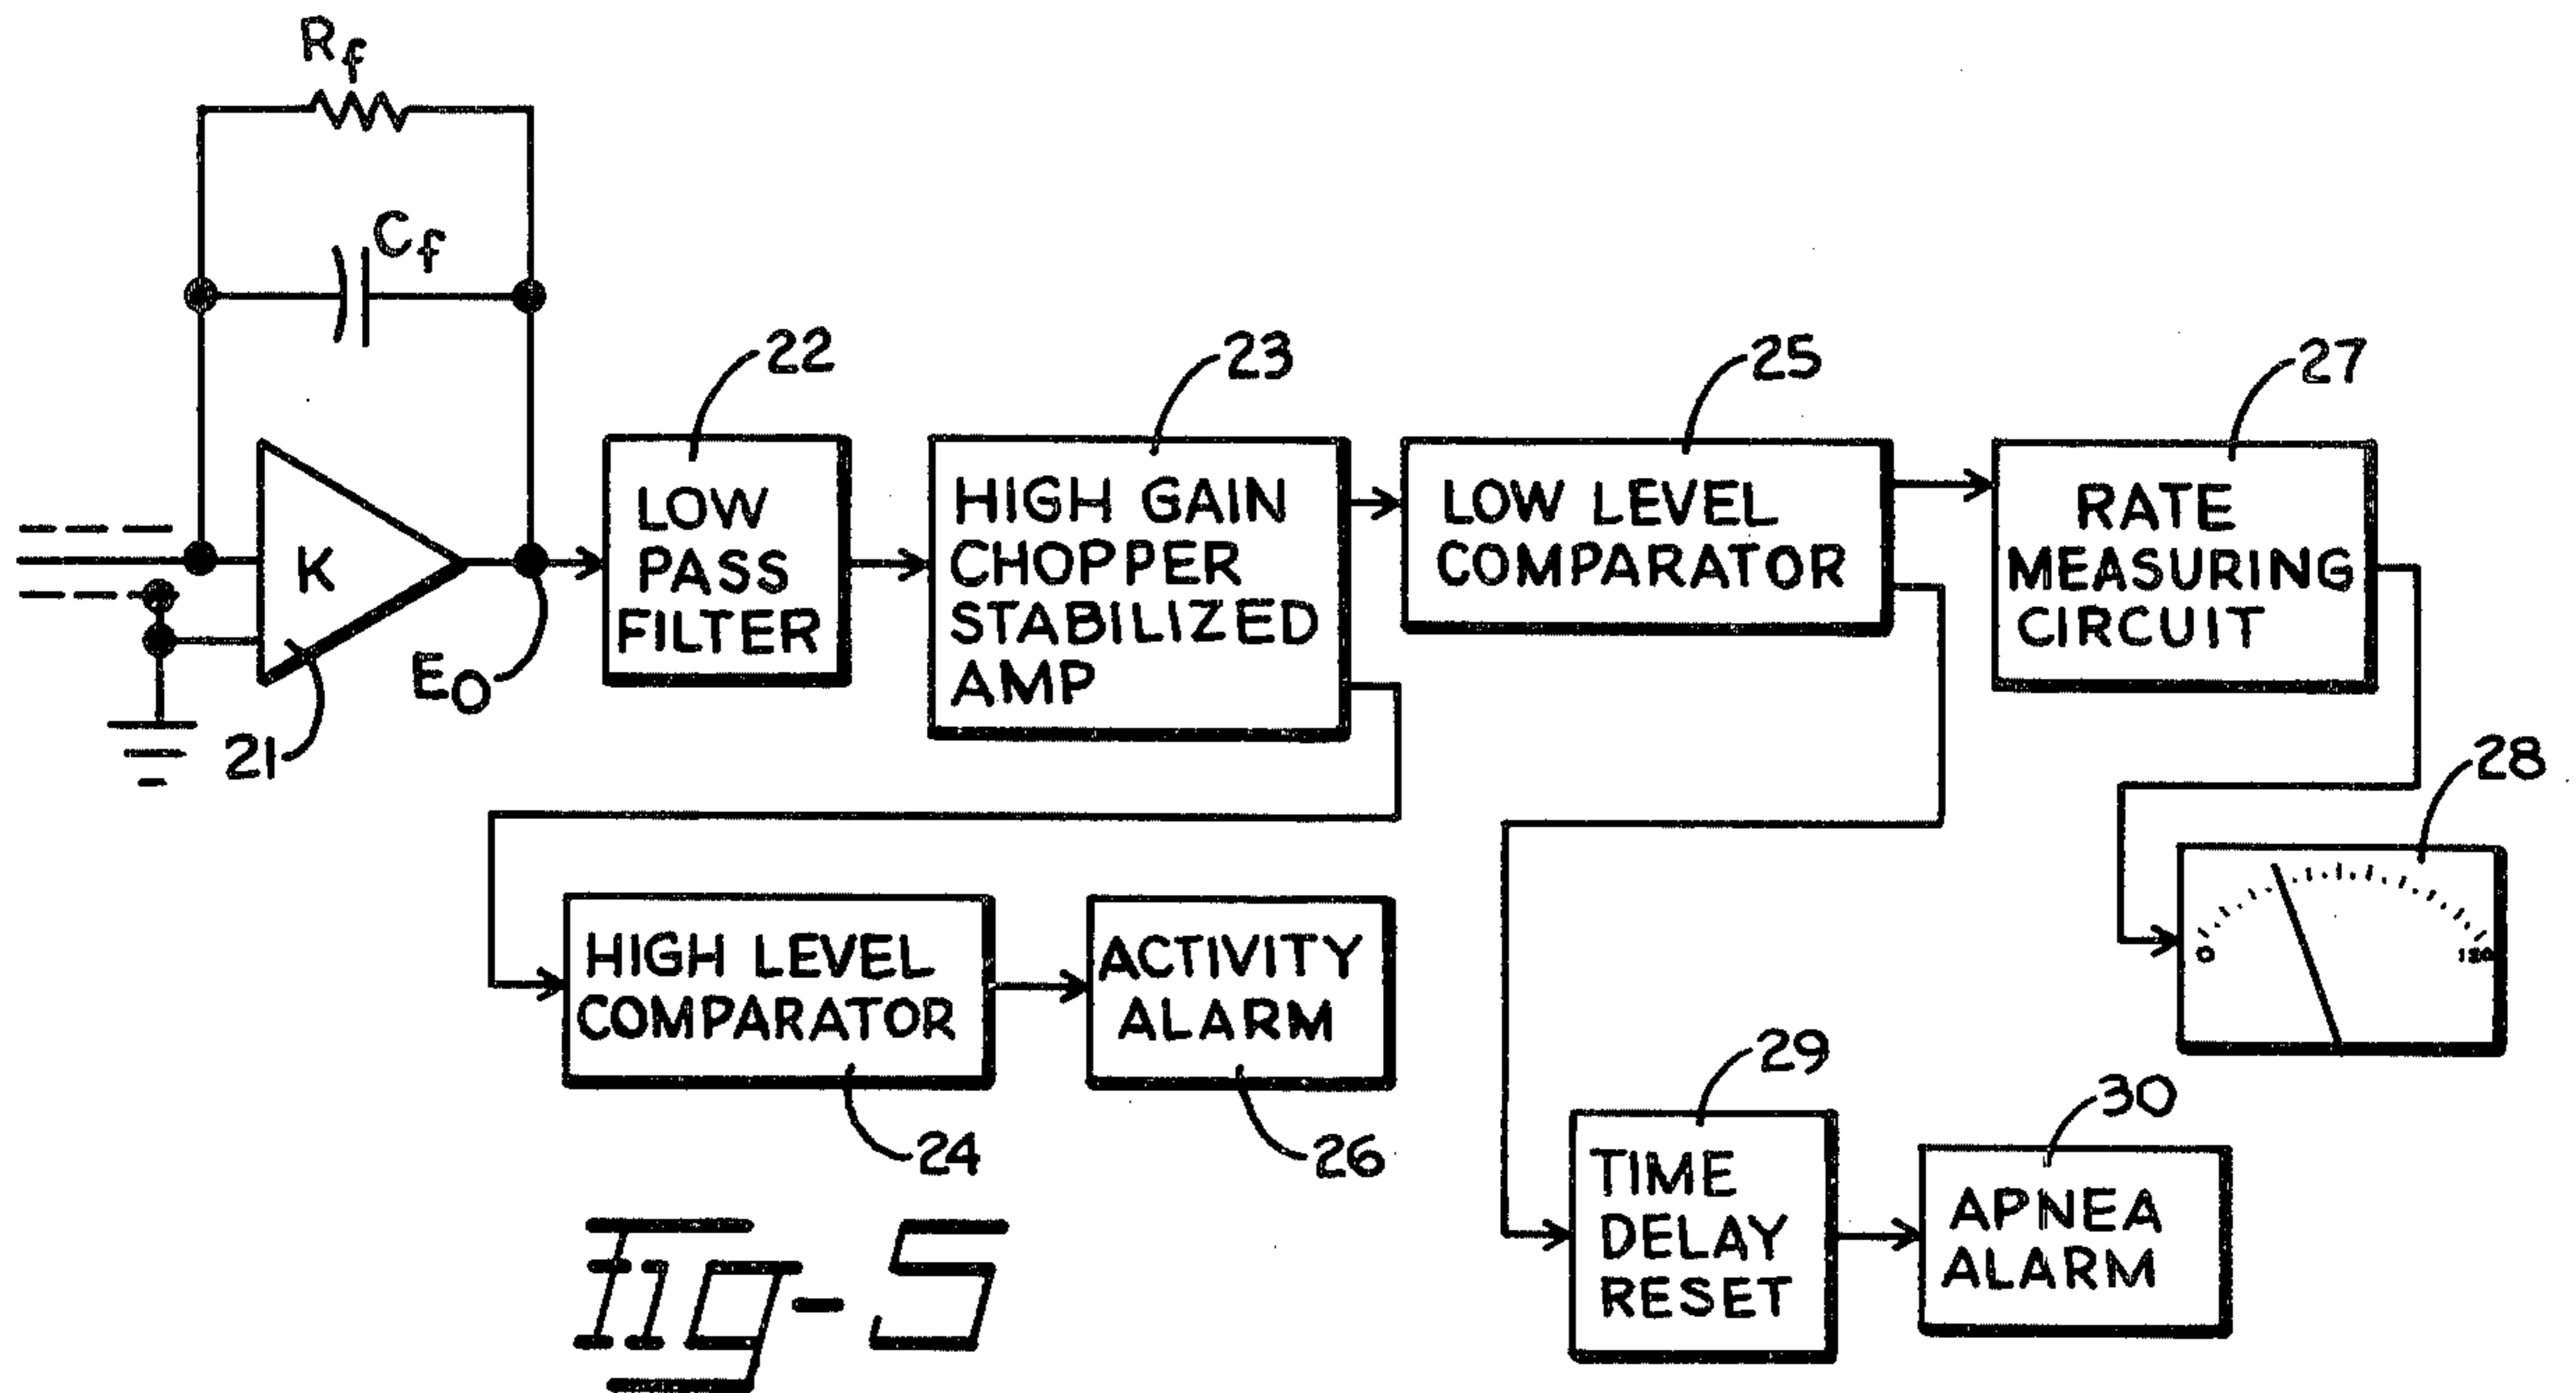 Rf
Cf
22
23
25
27
K
LOW
PASS
FILTER
HIGH GAIN
CHOPPER
STABILIZED
AMP
LOW LEVEL
COMPARATOR
RATE
MEASURING
CIRCUIT
EO
21
28
0
HIGH LEVEL
COMPARATOR
ACTIVITY
ALARM
24
26
29
30
TIME
DELAY
RESET
APNEA
ALARM
Fig-5